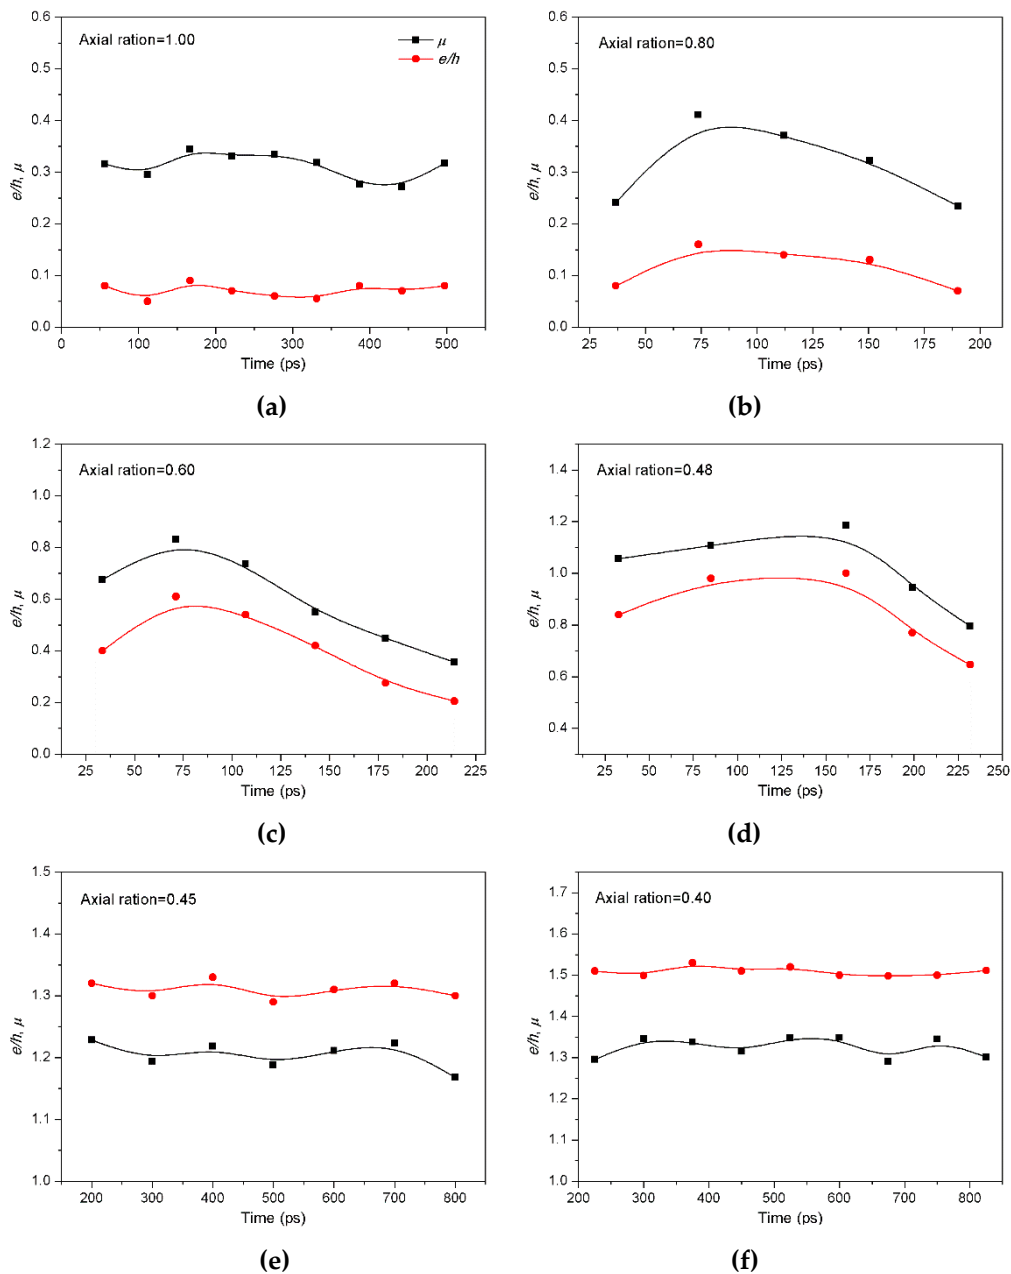 Axial ration=1.00
μ
e/h
0.6
0.5
0.4
0.3
0.2
0.1
0.0
e/h, μ
0 100 200 300 400 500
Time (ps)
(a)
Axial ration=0.80
0.6
0.5
0.4
0.3
0.2
0.1
0.0
e/h, μ
25 50 75 100 125 150 175 200
Time (ps)
(b)
Axial ration=0.60
1.2
1.0
0.8
0.6
0.4
0.2
0.0
e/h, μ
25 50 75 100 125 150 175 200 225
Time (ps)
(c)
Axial ration=0.48
1.4
1.2
1.0
0.8
0.6
0.4
e/h, μ
25 50 75 100 125 150 175 200 225 250
Time (ps)
(d)
Axial ration=0.45
1.5
1.4
1.3
1.2
1.1
1.0
e/h, μ
200 300 400 500 600 700 800
Time (ps)
(e)
Axial ration=0.40
1.7
1.6
1.5
1.4
1.3
1.2
1.1
1.0
e/h, μ
200 300 400 500 600 700 800
Time (ps)
(f)